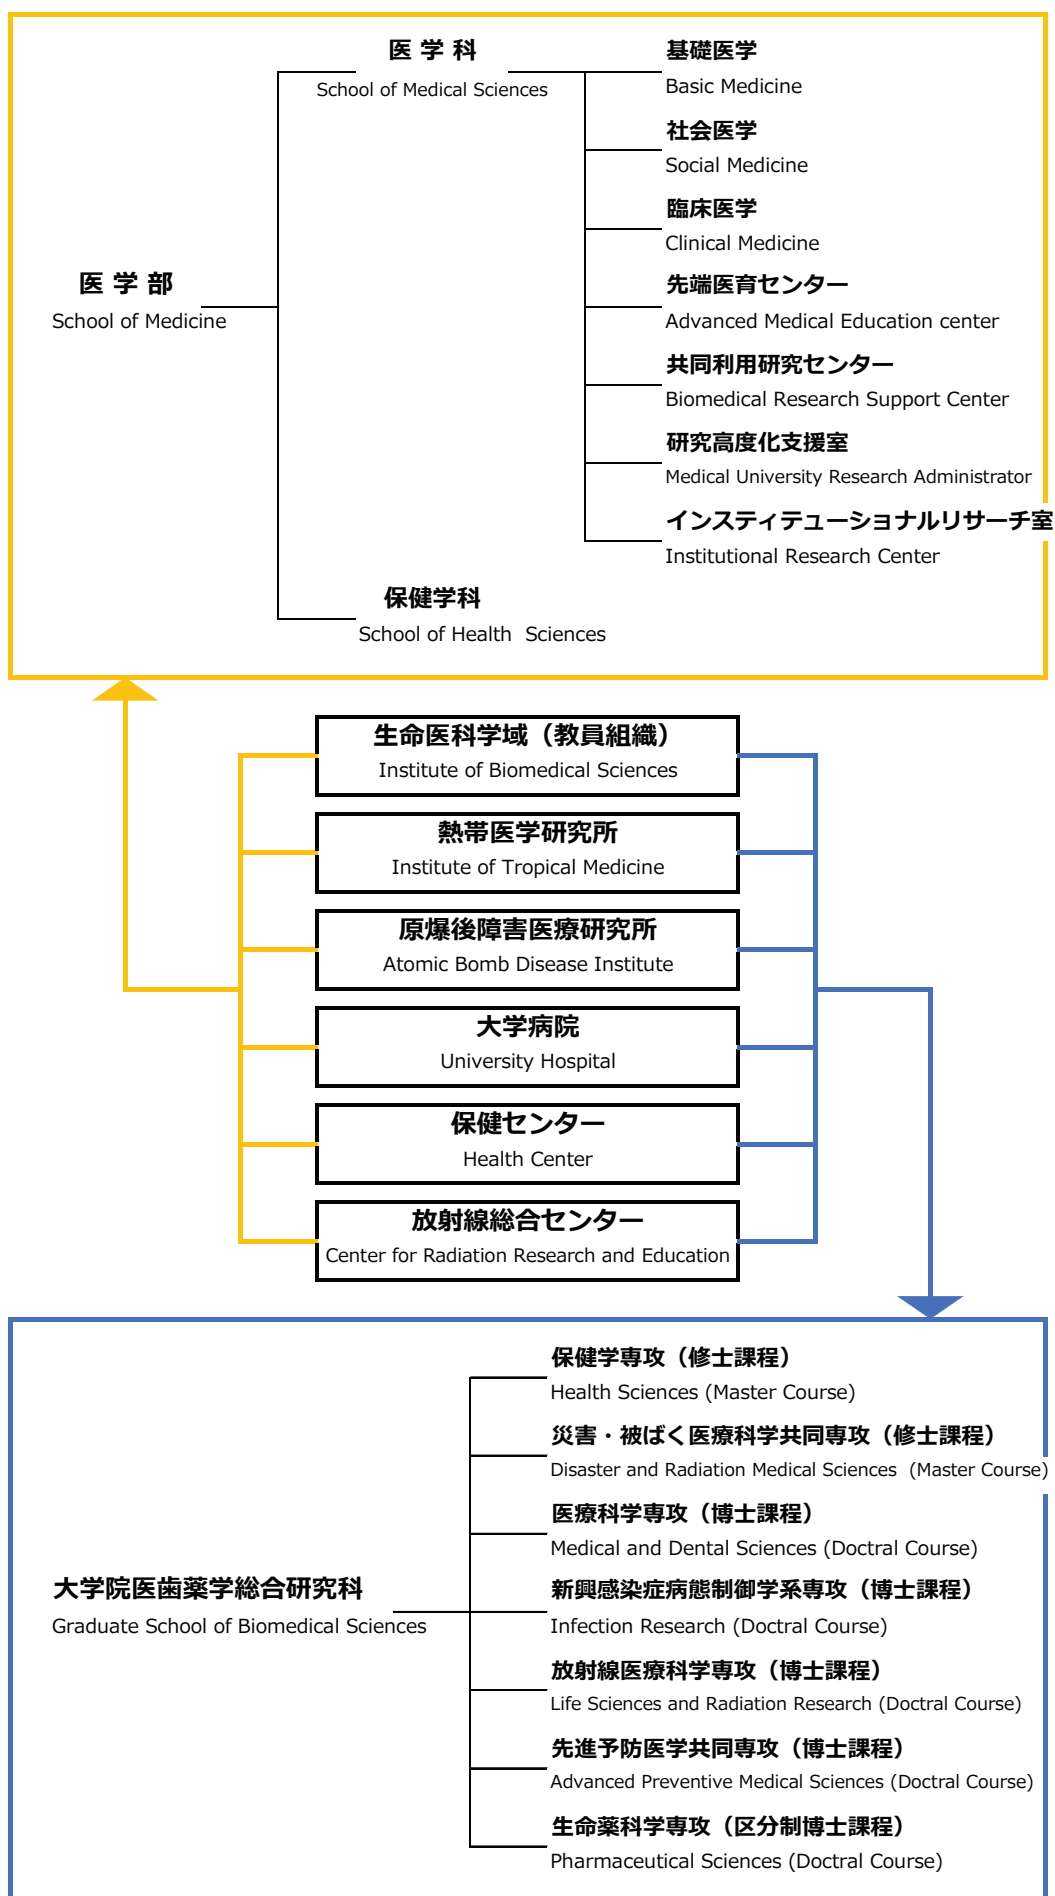 医 学 科
School of Medical Sciences
基礎医学
Basic Medicine
社会医学
Social Medicine
臨床医学
Clinical Medicine
医 学 部
School of Medicine
先端医育センター
Advanced Medical Education center
共同利用研究センター
Biomedical Research Support Center
研究高度化支援室
Medical University Research Administrator
インスティテューショナルリサーチ室
Institutional Research Center
保健学科
School of Health  Sciences
生命医科学域（教員組織）
Institute of Biomedical Sciences
熱帯医学研究所
Institute of Tropical Medicine
原爆後障害医療研究所
Atomic Bomb Disease Institute
大学病院
University Hospital
保健センター
Health Center
放射線総合センター
Center for Radiation Research and Education
保健学専攻（修士課程）
Health Sciences (Master Course)
災害・被ばく医療科学共同専攻（修士課程）
Disaster and Radiation Medical Sciences  (Master Course)
医療科学専攻（博士課程）
Medical and Dental Sciences (Doctral Course)
大学院医歯薬学総合研究科
Graduate School of Biomedical Sciences
新興感染症病態制御学系専攻（博士課程）
Infection Research (Doctral Course)
放射線医療科学専攻（博士課程）
Life Sciences and Radiation Research (Doctral Course)
先進予防医学共同専攻（博士課程）
Advanced Preventive Medical Sciences (Doctral Course)
生命薬科学専攻（区分制博士課程）
Pharmaceutical Sciences (Doctral Course)